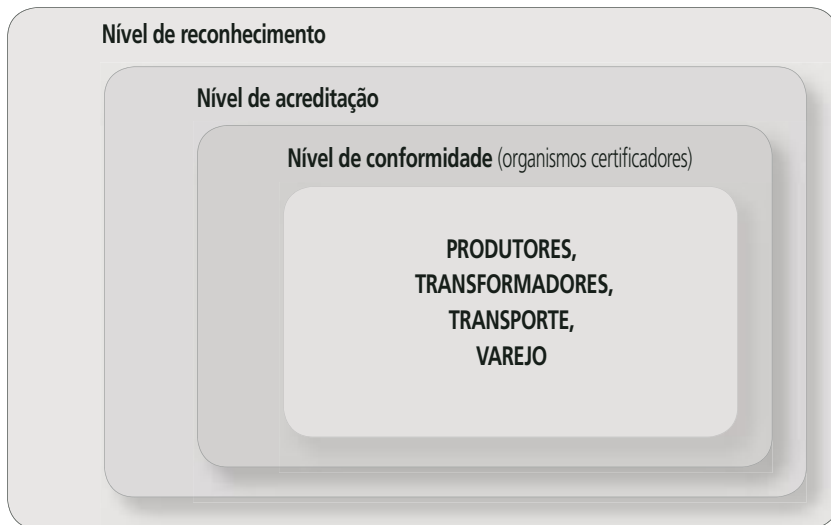 Nível de reconhecimento
Nível de acreditação
Nível de conformidade (organismos certificadores)
PRODUTORES,
TRANSFORMADORES,
TRANSPORTE,
VAREJO